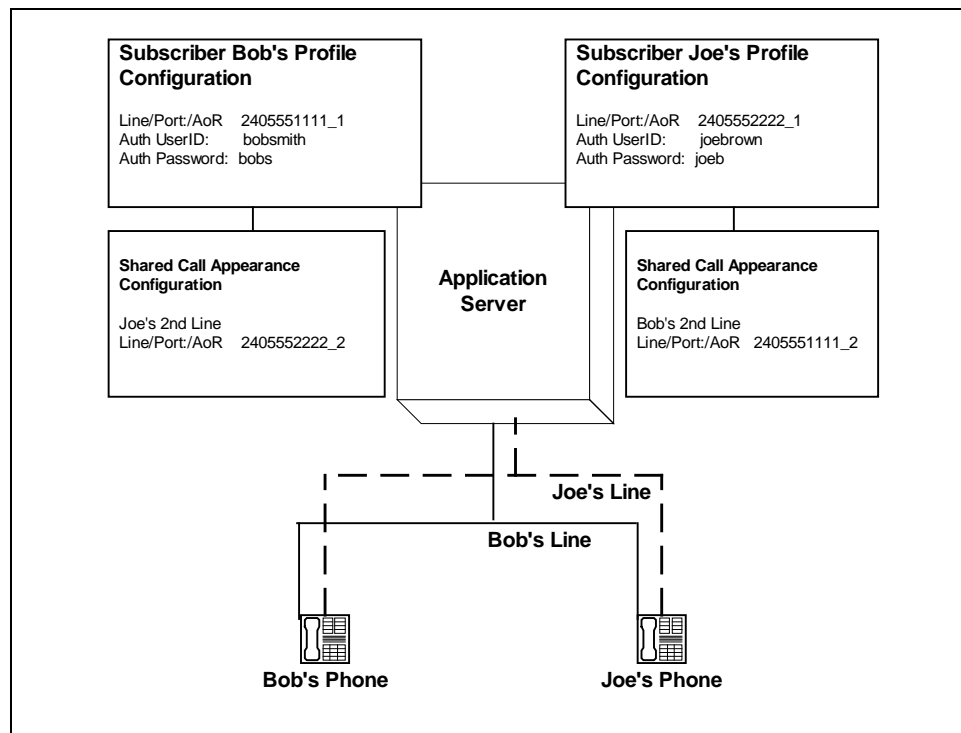 Subscriber Bob's Profile
Configuration
Line/Port:/AoR 2405551111_1
Auth UserID: bobsmith
Auth Password: bobs
Subscriber Joe's Profile
Configuration
Line/Port:/AoR 2405552222_1
Auth UserID: joebrown
Auth Password: joeb
Shared Call Appearance
Configuration
Joe's 2nd Line
Line/Port:/AoR 2405552222_2
Application
Server
Shared Call Appearance
Configuration
Bob's 2nd Line
Line/Port:/AoR 2405551111_2
Joe's Line
Bob's Line
Bob's Phone
Joe's Phone